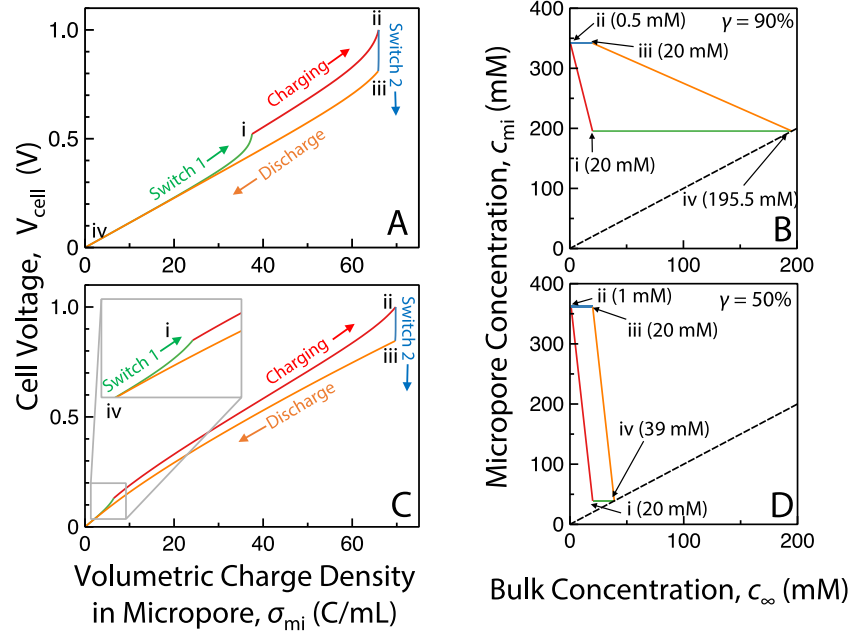 Cell Voltage, V_cell (V)
1.0
0.5
0
ii
Switch 2
iii
Charging
i
Switch 1
Discharge
iv
A
0
20
40
60
1.0
0.5
0
i
Switch 1
iv
ii
Switch 2
iii
Charging
Discharge
C
0
20
40
60
Volumetric Charge Density
in Micropore, σ_mi (C/mL)
Micropore Concentration, c_mi (mM)
400
300
200
100
0
ii (0.5 mM)
γ = 90%
iii (20 mM)
i (20 mM)
iv (195.5 mM)
B
0
100
200
400
300
200
100
0
ii (1 mM)
γ = 50%
iii (20 mM)
iv (39 mM)
i (20 mM)
D
0
100
200
Bulk Concentration, c_∞ (mM)